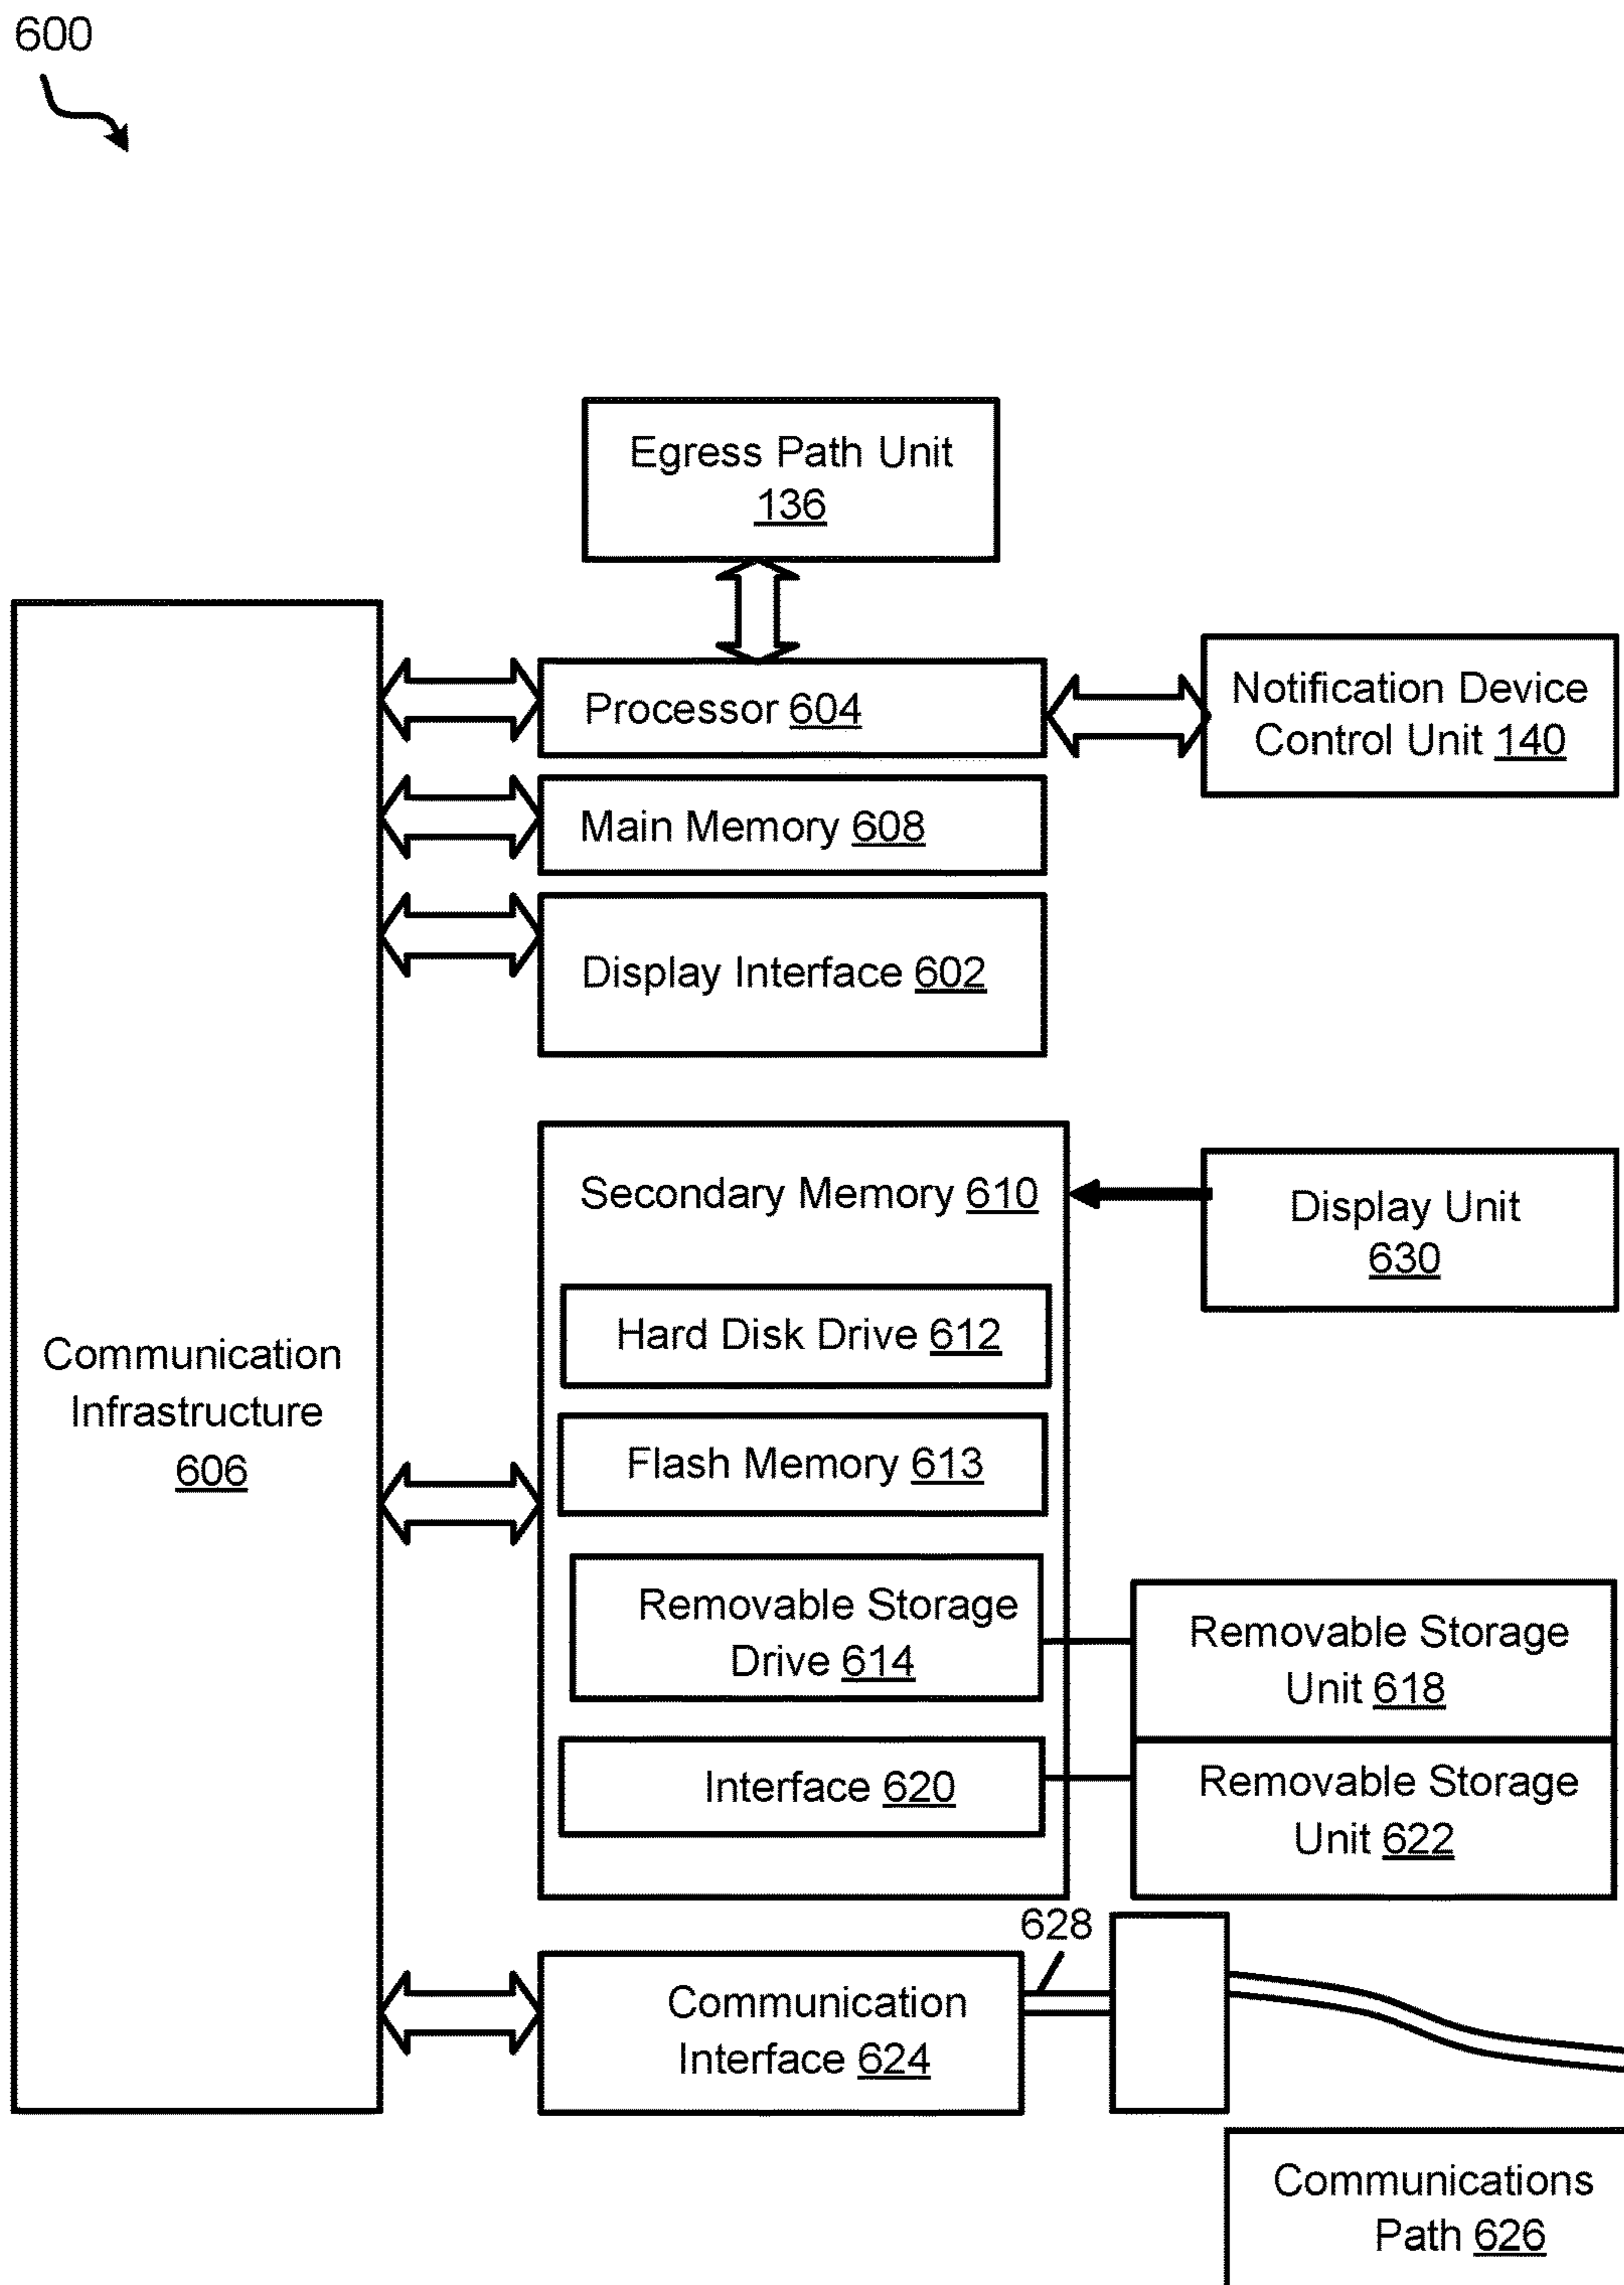 600
Egress Path Unit
136
Processor 604
Notification Device
Control Unit 140
Main Memory 608
Display Interface 602
Secondary Memory 610
Display Unit
630
Hard Disk Drive 612
Communication
Infrastructure
606
Flash Memory 613
Removable Storage
Drive 614
Removable Storage
Unit 618
Interface 620
Removable Storage
Unit 622
628
Communication
Interface 624
Communications
Path 626